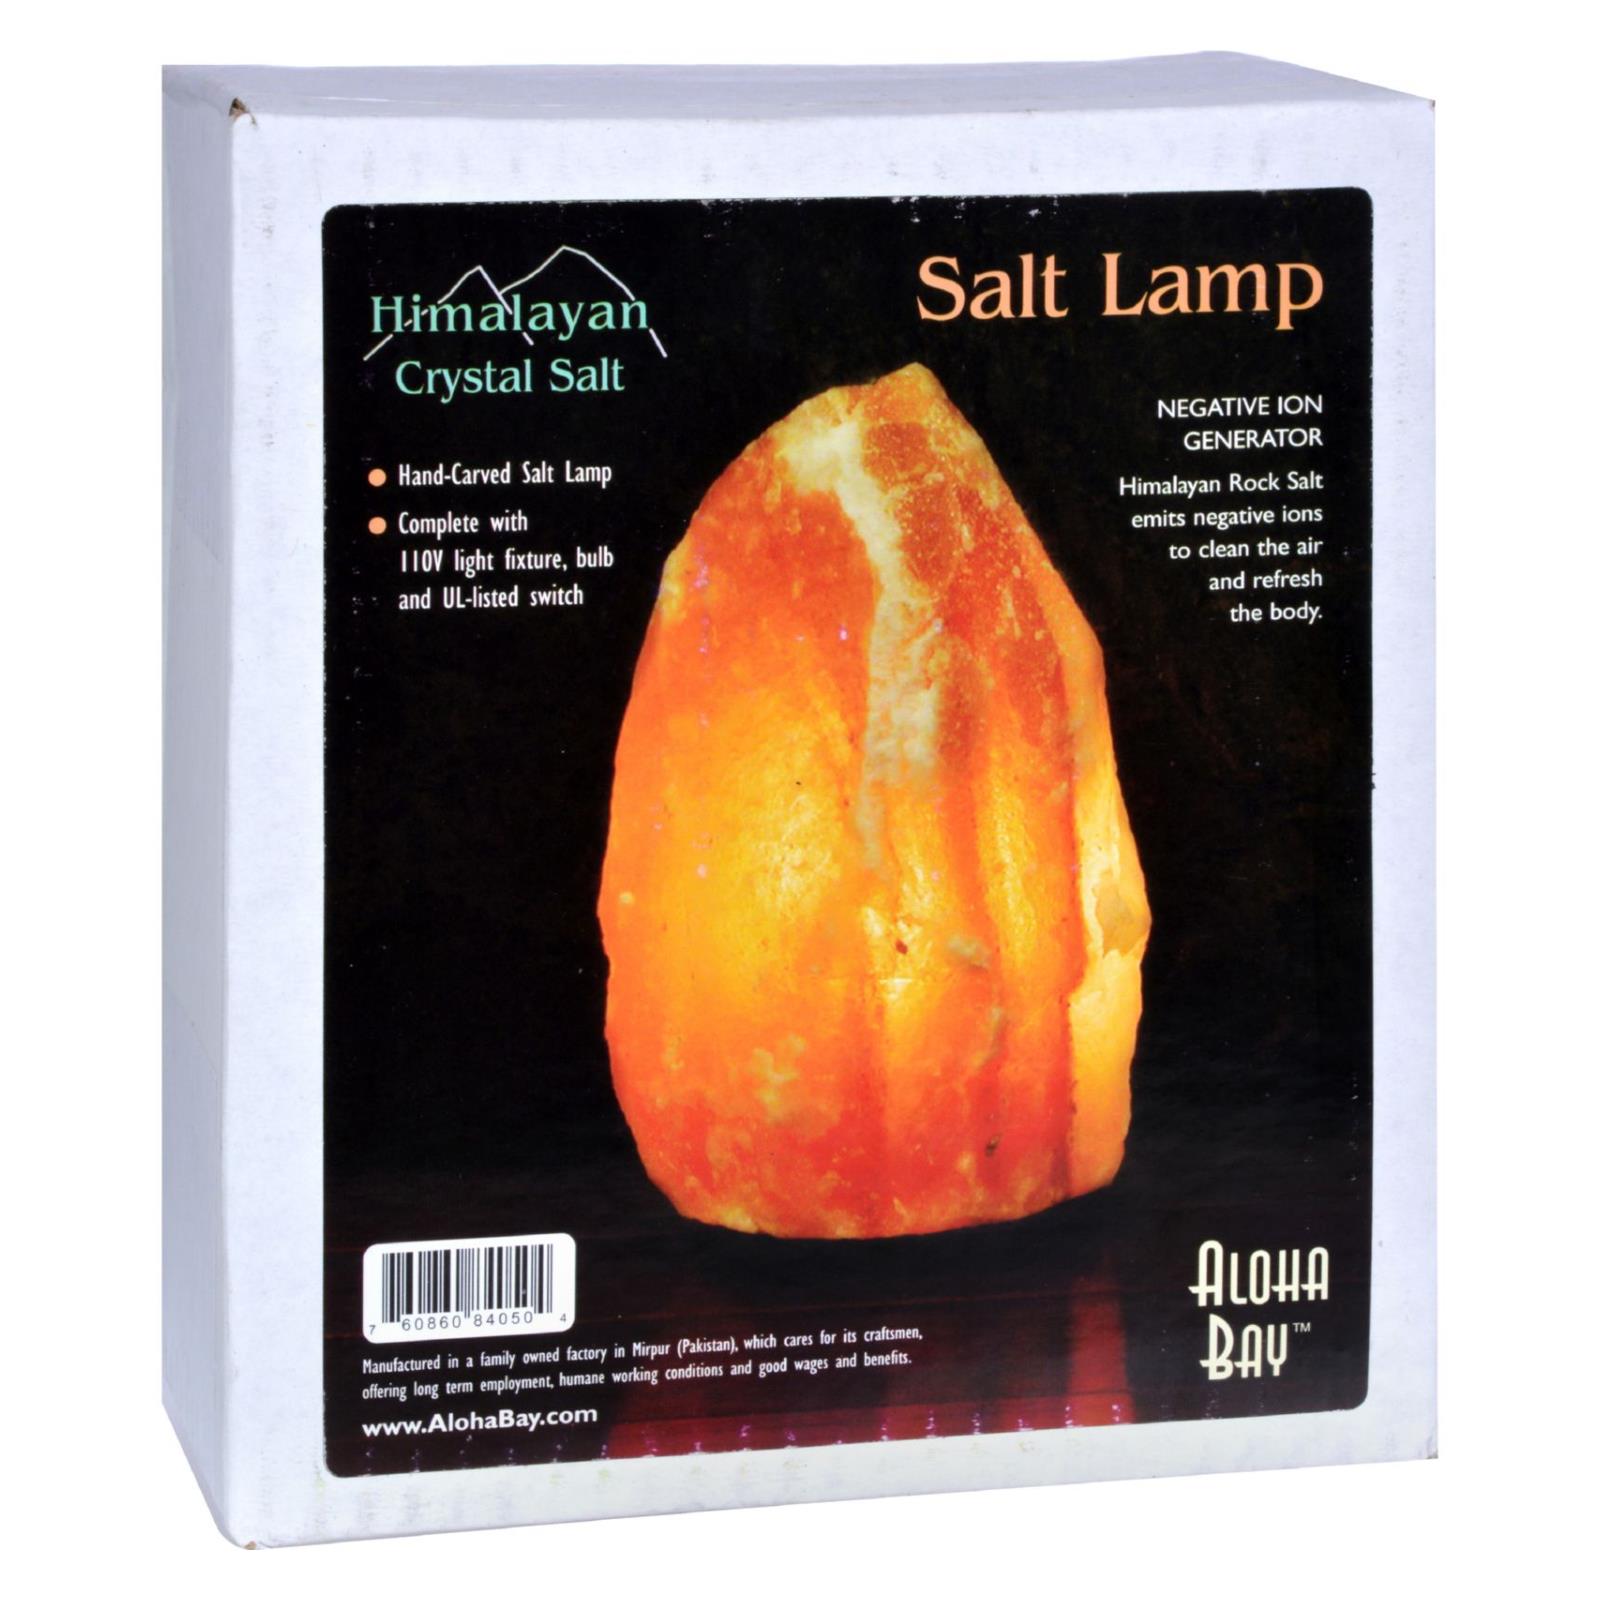 Himalayan
Crystal Salt
Hand-Carved Salt Lamp
Complete with
110V light fixture, bulb
and UL-listed switch
Salt Lamp
NEGATIVE ION
GENERATOR
Himalayan Rock Salt
emits negative ions
to clean the air
and refresh
the body.
7 60860 84050 4
Manufactured in a family owned factory in Mirpur (Pakistan), which cares for its craftsmen,
offering long term employment, humane working conditions and good wages and benefits.
www.AlohaBay.com
ALOHA
BAY™